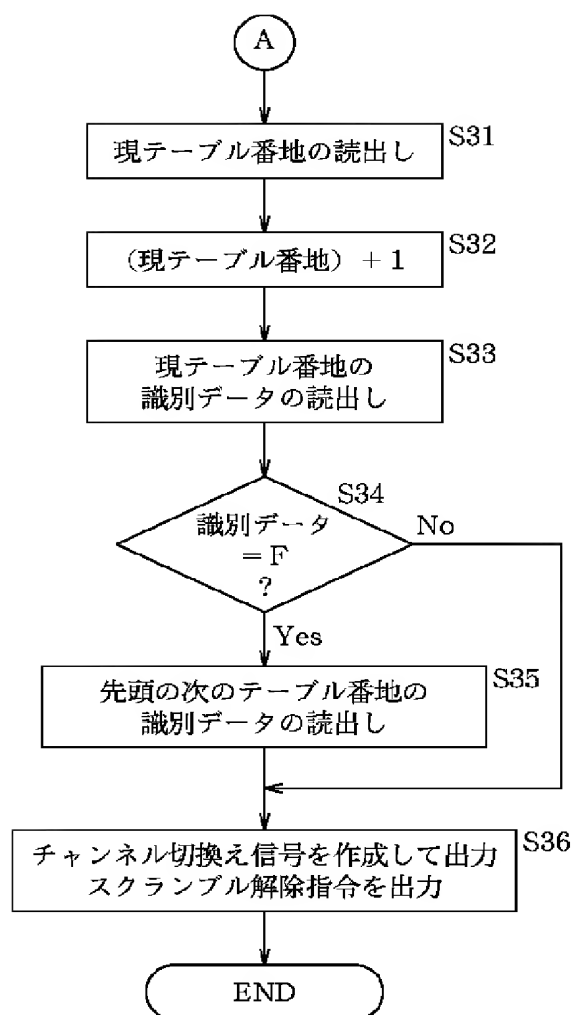 A
現テーブル番地の読出し
S31
(現テーブル番地) + 1
S32
現テーブル番地の
識別データの読出し
S33
S34
識別データ
= F
?
No
Yes
先頭の次のテーブル番地の
識別データの読出し
S35
チャンネル切換え信号を作成して出力
スクランブル解除指令を出力
S36
END